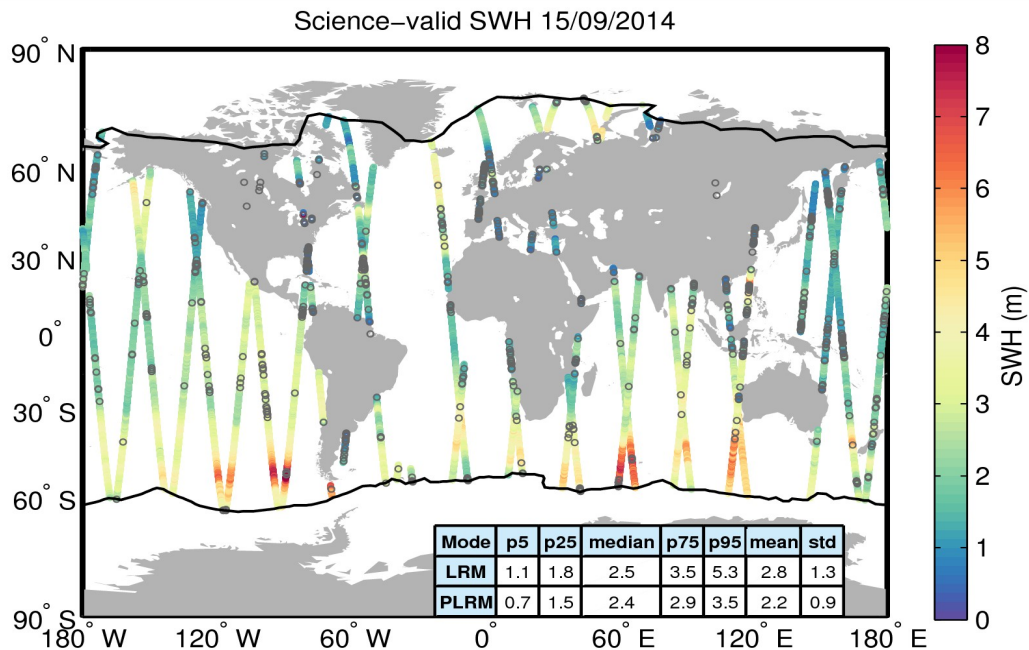 Science−valid SWH 15/09/2014
90° N
60° N
30° N
0°
30° S
60° S
90° S
180° W
120° W
60° W
0°
60° E
120° E
180° E
Mode p5 p25 median p75 p95 mean std
LRM 1.1 1.8 2.5 3.5 5.3 2.8 1.3
PLRM 0.7 1.5 2.4 2.9 3.5 2.2 0.9
8
7
6
5
4
3
2
1
0
SWH (m)